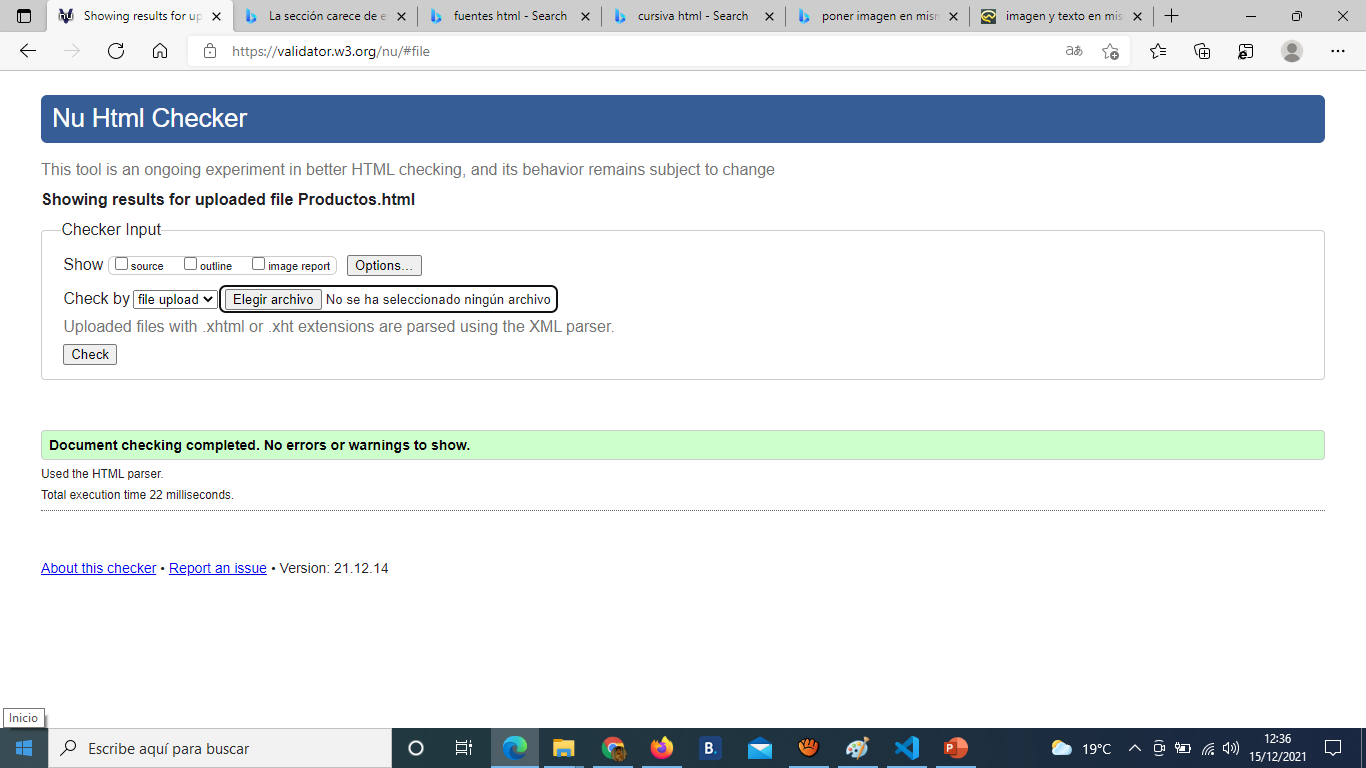 Showing results for up
La sección carece de e
fuentes html - Search
cursiva html - Search
poner imagen en misn
imagen y texto en mis
https://validator.w3.org/nu/#file
Nu Html Checker
This tool is an ongoing experiment in better HTML checking, and its behavior remains subject to change
Showing results for uploaded file Productos.html
Checker Input
Show source outline image report Options...
Check by file upload Elegir archivo No se ha seleccionado ningún archivo
Uploaded files with .xhtml or .xht extensions are parsed using the XML parser.
Check
Document checking completed. No errors or warnings to show.
Used the HTML parser.
Total execution time 22 milliseconds.
About this checker • Report an issue • Version: 21.12.14
Inicio
Escribe aquí para buscar
B.
19°C
12:36
15/12/2021